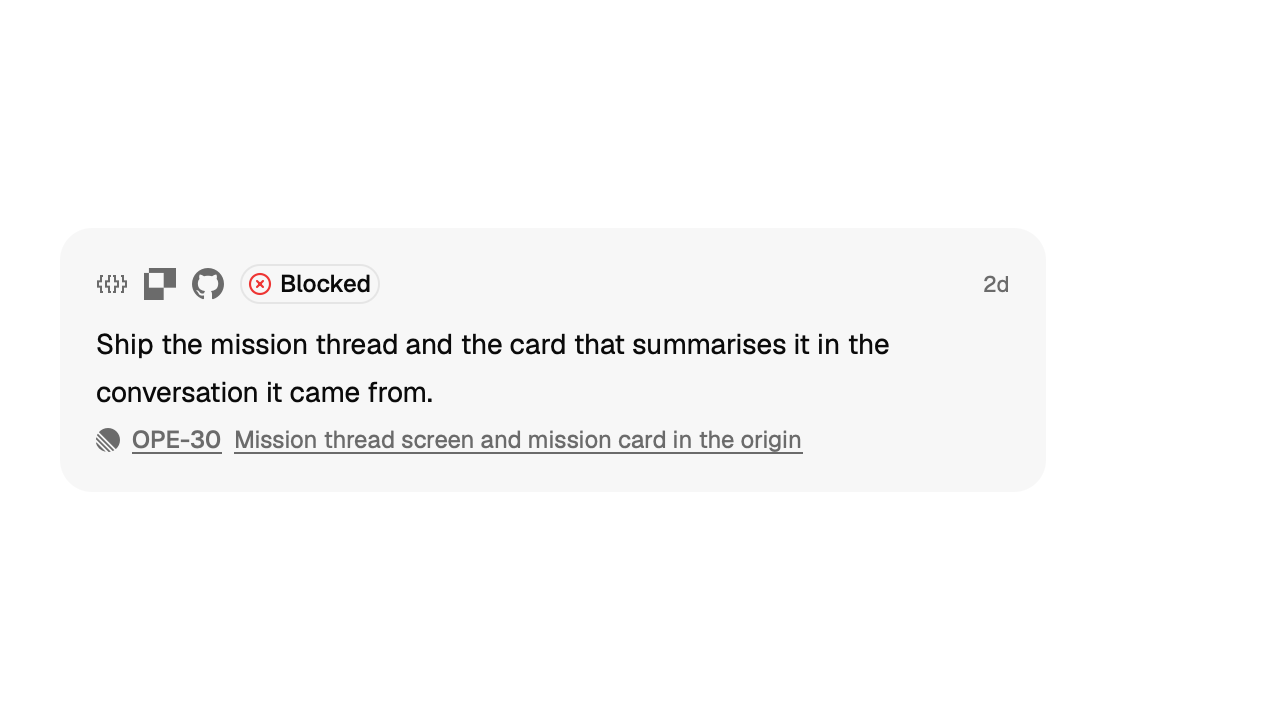 Blocked
2d
Ship the mission thread and the card that summarises it in the
conversation it came from.
OPE-30 Mission thread screen and mission card in the origin